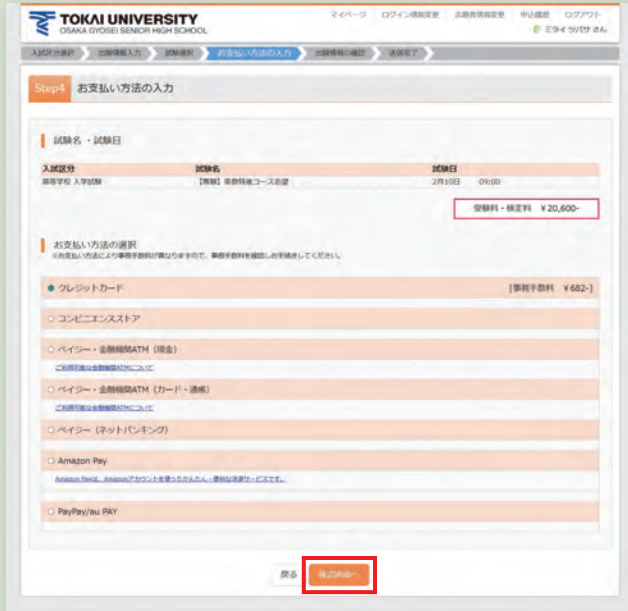 TOKAI UNIVERSITY
OSAKA GYOSEI SENIOR HIGH SCHOOL
マイページ ログイン情報変更 志願者情報変更 申込履歴 ログアウト
ミライ ツバサ さん
入試区分選択 出願情報入力 試験選択 お支払い方法の入力 出願情報の確認 送信完了
Step4 お支払い方法の入力
試験名・試験日
入試区分 試験名 試験日
高等学校 入学試験 【専願】英数特進コース志望 2月10日 09:00
受験料・検定料 ¥20,600-
お支払い方法の選択
※お支払い方法により事務手数料が異なりますので、事務手数料を確認しお手続きしてください。
クレジットカード [事務手数料 ¥682-]
コンビニエンスストア
ペイジー・金融機関ATM（現金）
ご利用可能な金融機関ATMについて
ペイジー・金融機関ATM（カード・通帳）
ご利用可能な金融機関ATMについて
ペイジー（ネットバンキング）
Amazon Pay
Amazon Payは、Amazonアカウントを使ったかんたん・便利な決済サービスです。
PayPay/au PAY
戻る 確認画面へ